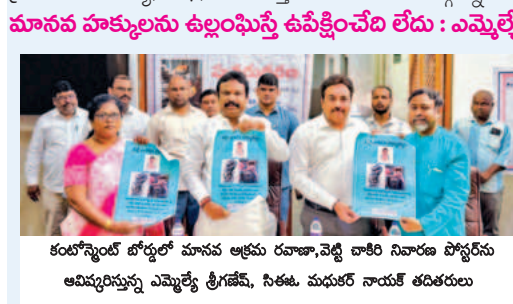 మానవ హక్కులను ఉల్లంఘిస్తే ఉపేక్షించేది లేదు : ఎమ్మెల్యే
కంటోన్మెంట్ బోర్డులో మానవ అక్రమ రవాణా,వెట్టి చాకిరి నివారణ పోస్టర్‌ను
ఆవిష్కరిస్తున్న ఎమ్మెల్యే శ్రీగణేష్, సిఈఓ మధుకర్ నాయక్ తదితరులు